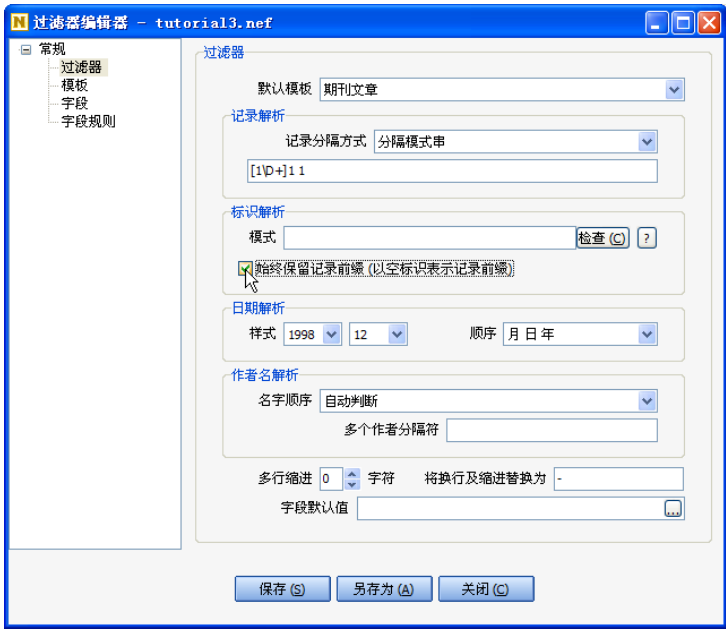 过滤器编辑器 - tutorial3.nef
常规
过滤器
模板
字段
字段规则
过滤器
默认模板 期刊文章
记录解析
记录分隔方式 分隔模式串
[1\D+]1 1
标识解析
模式 检查(C) ?
始终保留记录前缀 (以空标识表示记录前缀)
日期解析
样式 1998 12 顺序 月 日 年
作者名解析
名字顺序 自动判断
多个作者分隔符
多行缩进 0 字符 将换行及缩进替换为 -
字段默认值 ...
保存(S) 另存为(A) 关闭(C)